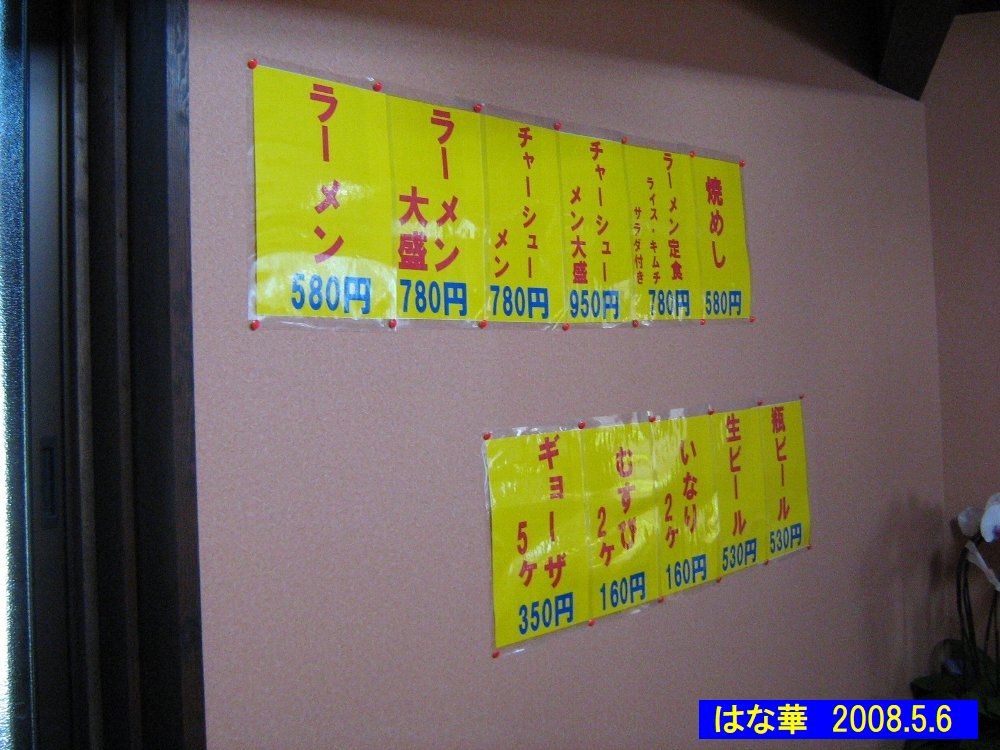 ラーメン
580円
ラーメン
大盛
780円
チャーシュー
メン
780円
チャーシュー
メン大盛
950円
ラーメン定食
ライス・キムチ
サラダ付き
780円
焼めし
580円
ギョーザ
5ヶ
350円
むすび
2ヶ
160円
いなり
2ヶ
160円
生ビール
530円
瓶ビール
530円
はな華 2008.5.6